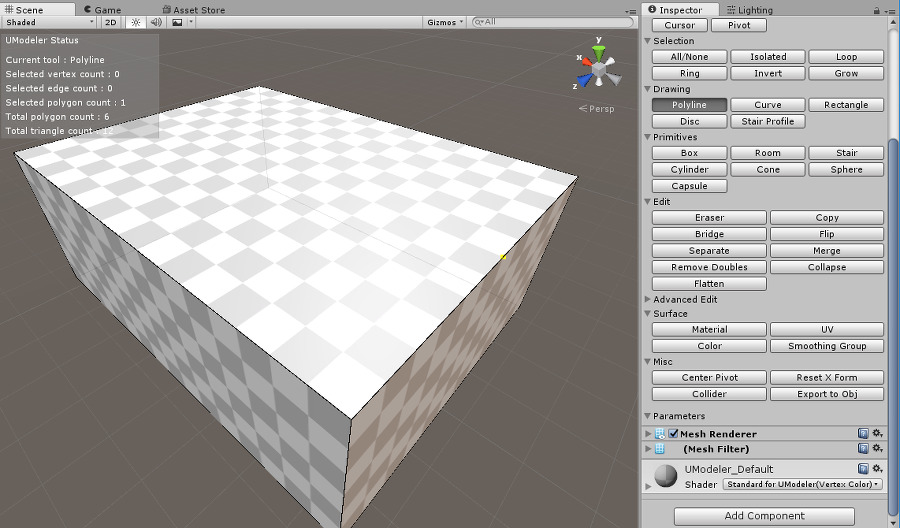 Scene Game Asset Store
Shaded 2D Gizmos All
UModeler Status
Current tool : Polyline
Selected vertex count : 0
Selected edge count : 0
Selected polygon count : 1
Total polygon count : 6
Total triangle count : 12
y
x
z
Persp
Inspector Lighting
Cursor Pivot
Selection
All/None Isolated Loop
Ring Invert Grow
Drawing
Polyline Curve Rectangle
Disc Stair Profile
Primitives
Box Room Stair
Cylinder Cone Sphere
Capsule
Edit
Eraser Copy
Bridge Flip
Separate Merge
Remove Doubles Collapse
Flatten
Advanced Edit
Surface
Material UV
Color Smoothing Group
Misc
Center Pivot Reset X Form
Collider Export to Obj
Parameters
Mesh Renderer
(Mesh Filter)
UModeler_Default
Shader Standard for UModeler(Vertex Color)
Add Component